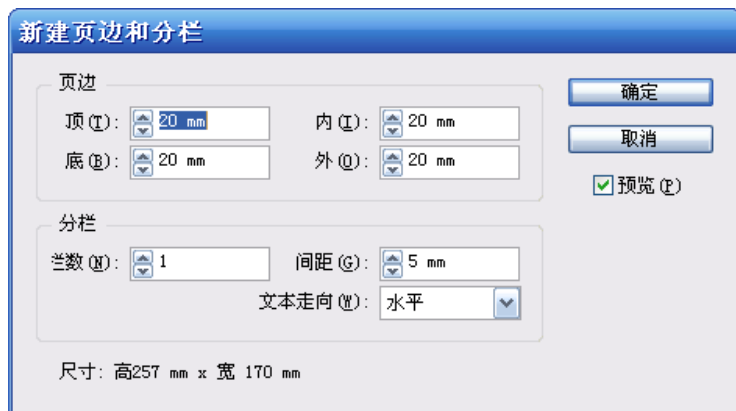 新建页边和分栏
页边
顶(T): 20 mm 内(I): 20 mm 确定
底(B): 20 mm 外(O): 20 mm 取消
预览(P)
分栏
栏数(N): 1 间距(G): 5 mm
文本走向(W): 水平
尺寸: 高257 mm x 宽 170 mm